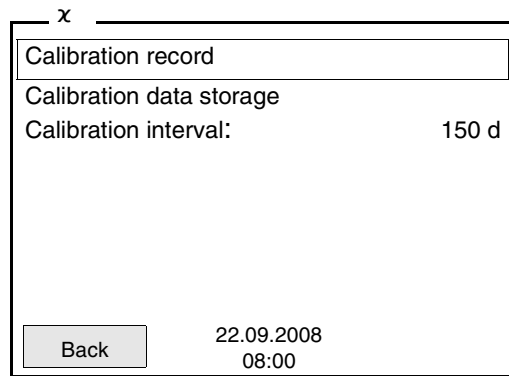 ϰ
Calibration record
Calibration data storage
Calibration interval: 150 d
Back
22.09.2008
08:00